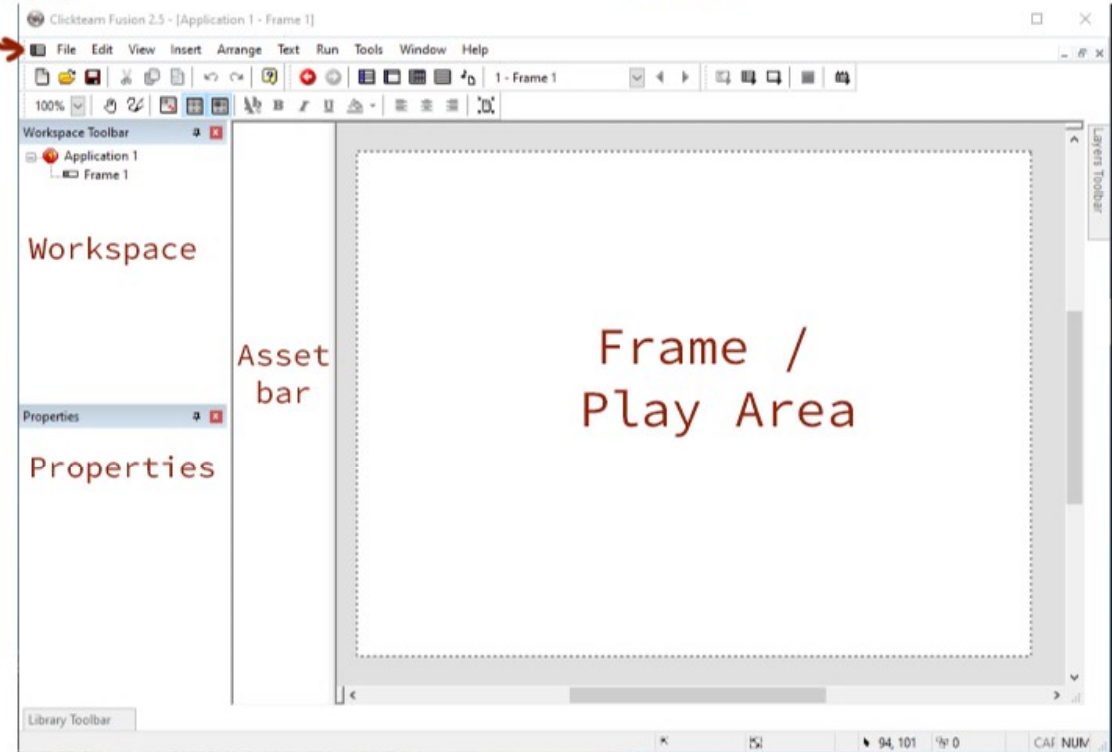 Clickteam Fusion 2.5 - [Application 1 - Frame 1]
File Edit View Insert Arrange Text Run Tools Window Help
1 - Frame 1
100%
Workspace Toolbar
Application 1
Frame 1
Workspace
Asset
bar
Frame /
Play Area
Properties
Properties
Layers Toolbar
Library Toolbar
94, 101 0 CAF NUM